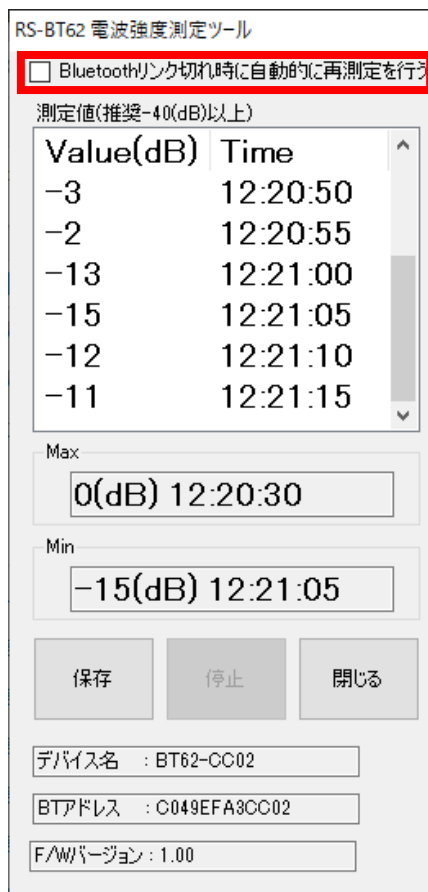 RS-BT62 電波強度測定ツール
Bluetoothリンク切れ時に自動的に再測定を行う
測定値(推奨-40(dB)以上)
Value(dB) Time
-3 12:20:50
-2 12:20:55
-13 12:21:00
-15 12:21:05
-12 12:21:10
-11 12:21:15
Max
0(dB) 12:20:30
Min
-15(dB) 12:21:05
保存 停止 閉じる
デバイス名 : BT62-CC02
BTアドレス : C049EFA3CC02
F/Wバージョン : 1.00